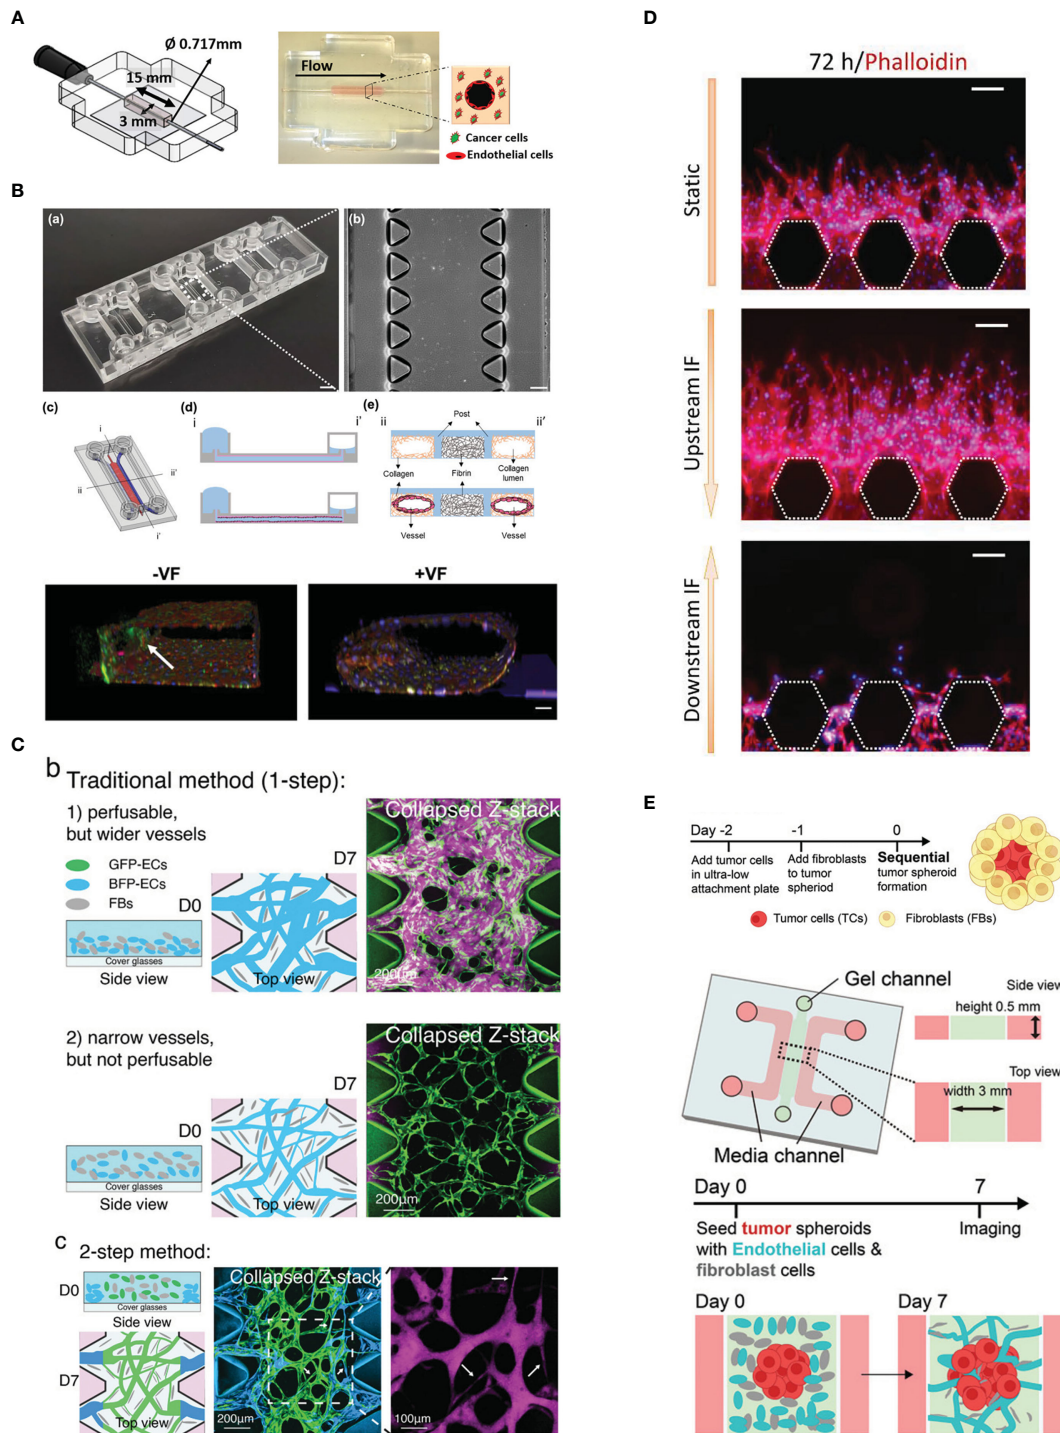 A
Ø 0.717mm
15 mm
3 mm
Flow
Cancer cells
Endothelial cells
B
(a)
(b)
(c)
i
ii'
ii
i'
(d)
i
i'
(e)
ii
Post
ii'
Collagen
Fibrin
Collagen
lumen
Vessel
Vessel
-VF
+VF
C
b
Traditional method (1-step):
1) perfusable,
but wider vessels
GFP-ECs
BFP-ECs
FBs
D0
D7
Cover glasses
Side view
Top view
Collapsed Z-stack
200µm
2) narrow vessels,
but not perfusable
D7
D0
Cover glasses
Side view
Top view
Collapsed Z-stack
200µm
c
2-step method:
D0
Cover glasses
Side view
D7
Top view
Collapsed Z-stack
200µm
100µm
D
72 h/Phalloidin
Static
Upstream IF
Downstream IF
E
Day -2
-1
0
Add tumor cells
in ultra-low
attachment plate
Add fibroblasts
to tumor
spheriod
Sequential
tumor spheroid
formation
Tumor cells (TCs)
Fibroblasts (FBs)
Gel channel
Media channel
Side view
height 0.5 mm
Top view
width 3 mm
Day 0
7
Seed tumor spheroids
with Endothelial cells &
fibroblast cells
Imaging
Day 0
Day 7